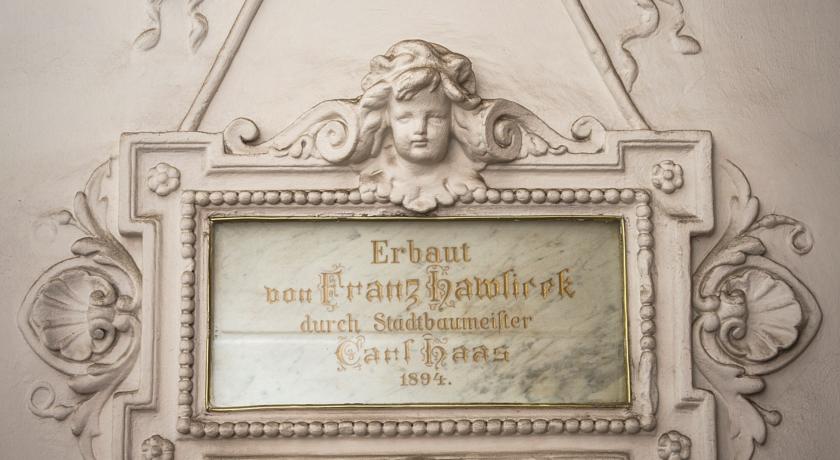 Erbaut
von Franz Hawlicek
durch Stadtbaumeiſter
Carl Haas
1894.